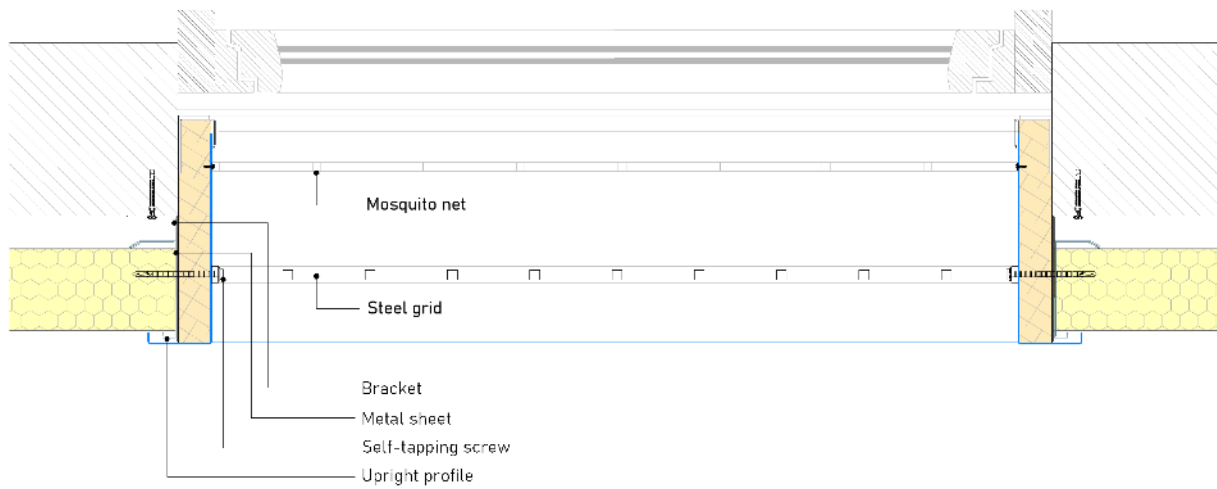 Mosquito net
Steel grid
Bracket
Metal sheet
Self-tapping screw
Upright profile